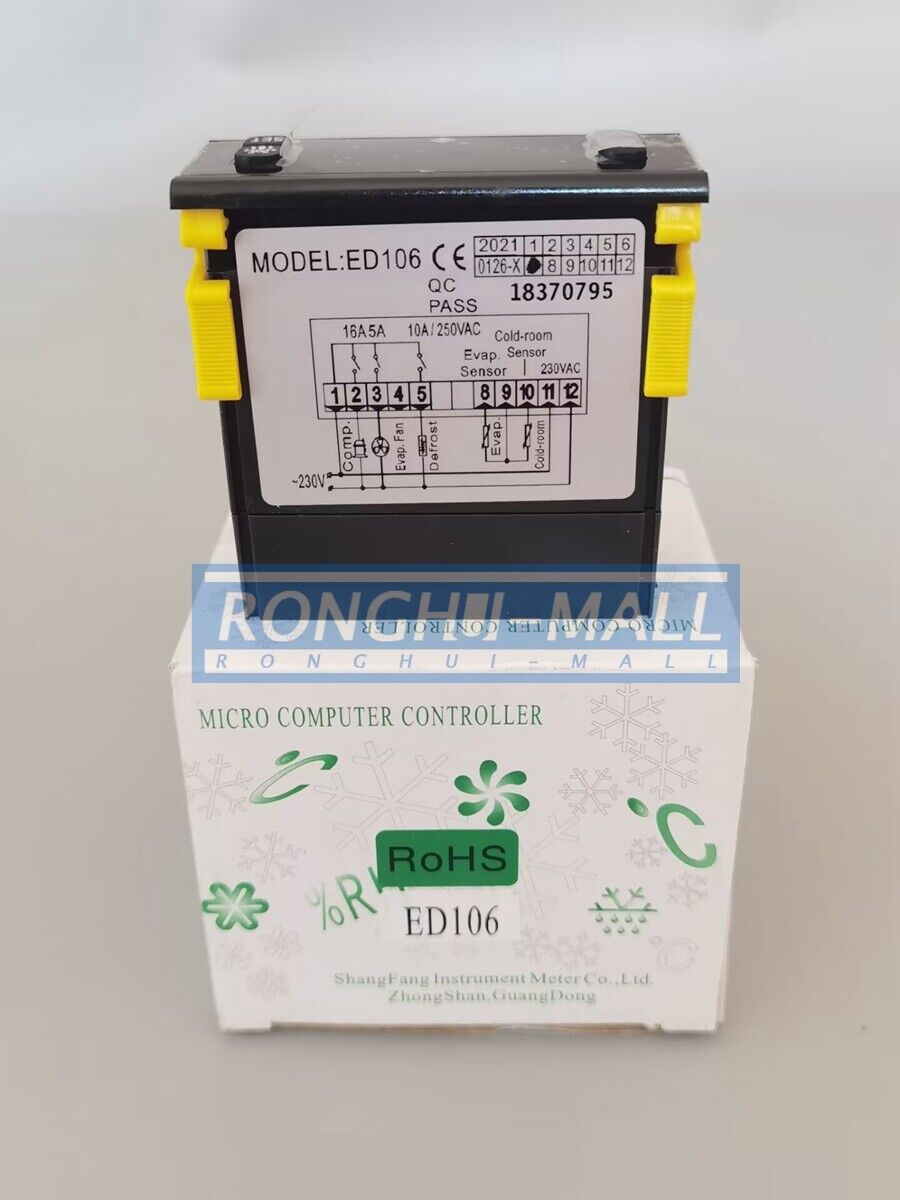 SET
MODEL:ED106 CE
2021 1 2 3 4 5 6
0126-X 8 9 10 11 12
QC
PASS
18370795
16A 5A 10A/250VAC
Cold-room
Sensor
Evap.
Sensor
230VAC
1 2 3 4 5 8 9 10 11 12
Comp.
Evap. Fan
Defrost
Evap.
Cold-room
~230V
RONGHUI-MALL
RONGHUI-MALL
MICRO COMPUTER CONTROLLER
MICRO COMPUTER CONTROLLER
°C
°C
%RH
RoHS
ED106
ShangFang Instrument Meter Co.,Ltd.
ZhongShan,GuangDong